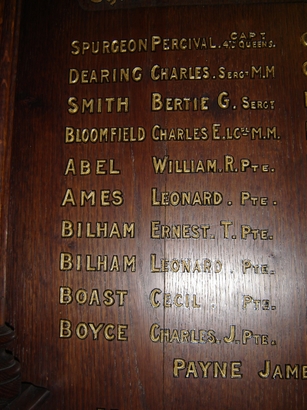 SPURGEON PERCIVAL. CAPT. 4TH QUEENS.
DEARING CHARLES. SERGT M.M
SMITH BERTIE G. SERGT
BLOOMFIELD CHARLES E. LCPL M.M.
ABEL WILLIAM. R. PTE.
AMES LEONARD. PTE.
BILHAM ERNEST. T. PTE.
BILHAM LEONARD. PTE.
BOAST CECIL PTE.
BOYCE CHARLES. J. PTE.
PAYNE JAME